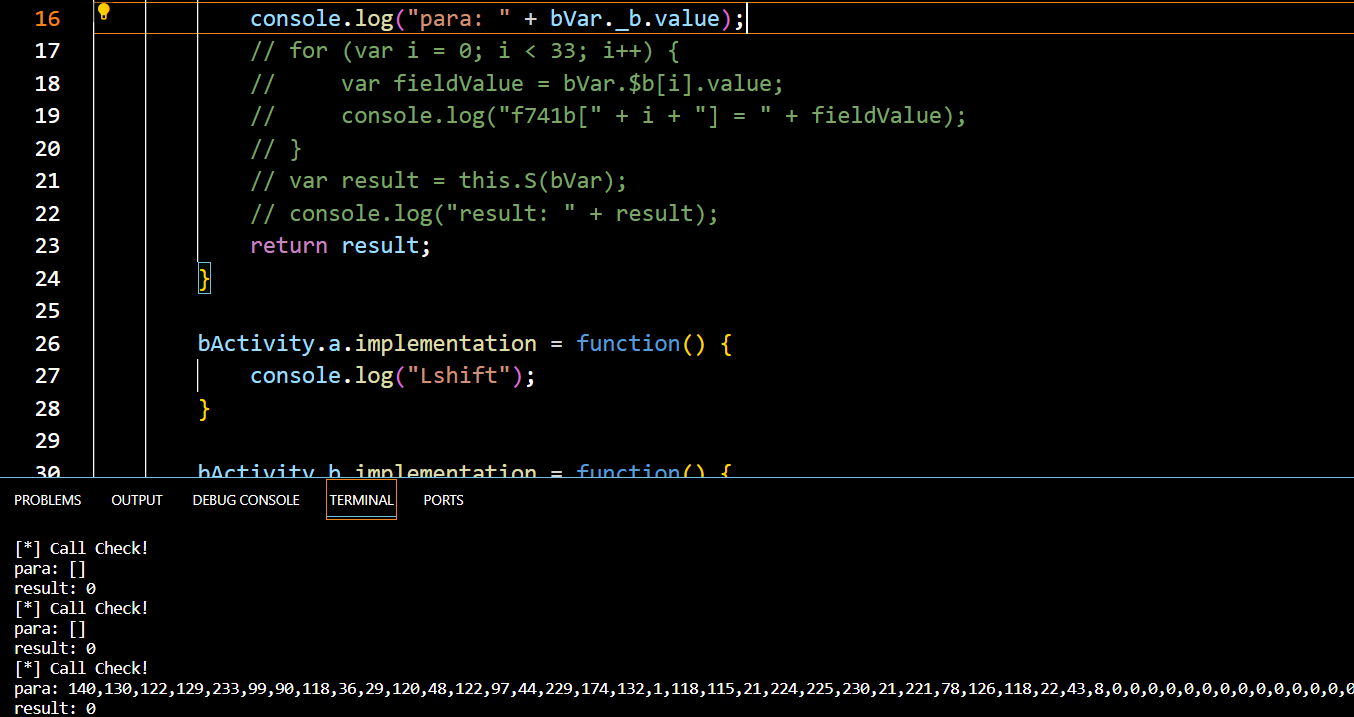 16 console.log("para: " + bVar._b.value);
17 // for (var i = 0; i < 33; i++) {
18 //     var fieldValue = bVar.$b[i].value;
19 //     console.log("f741b[" + i + "] = " + fieldValue);
20 // }
21 // var result = this.S(bVar);
22 // console.log("result: " + result);
23 return result;
24 }
25
26 bActivity.a.implementation = function() {
27 console.log("Lshift");
28 }
29
30 bActivity.b.implementation = function() {
PROBLEMS OUTPUT DEBUG CONSOLE TERMINAL PORTS
[*] Call Check!
para: []
result: 0
[*] Call Check!
para: []
result: 0
[*] Call Check!
para: 140,130,122,129,233,99,90,118,36,29,120,48,122,97,44,229,174,132,1,118,115,21,224,225,230,21,221,78,126,118,22,43,8,0,0,0,0,0,0,0,0,0,0,0,0,0,0
result: 0